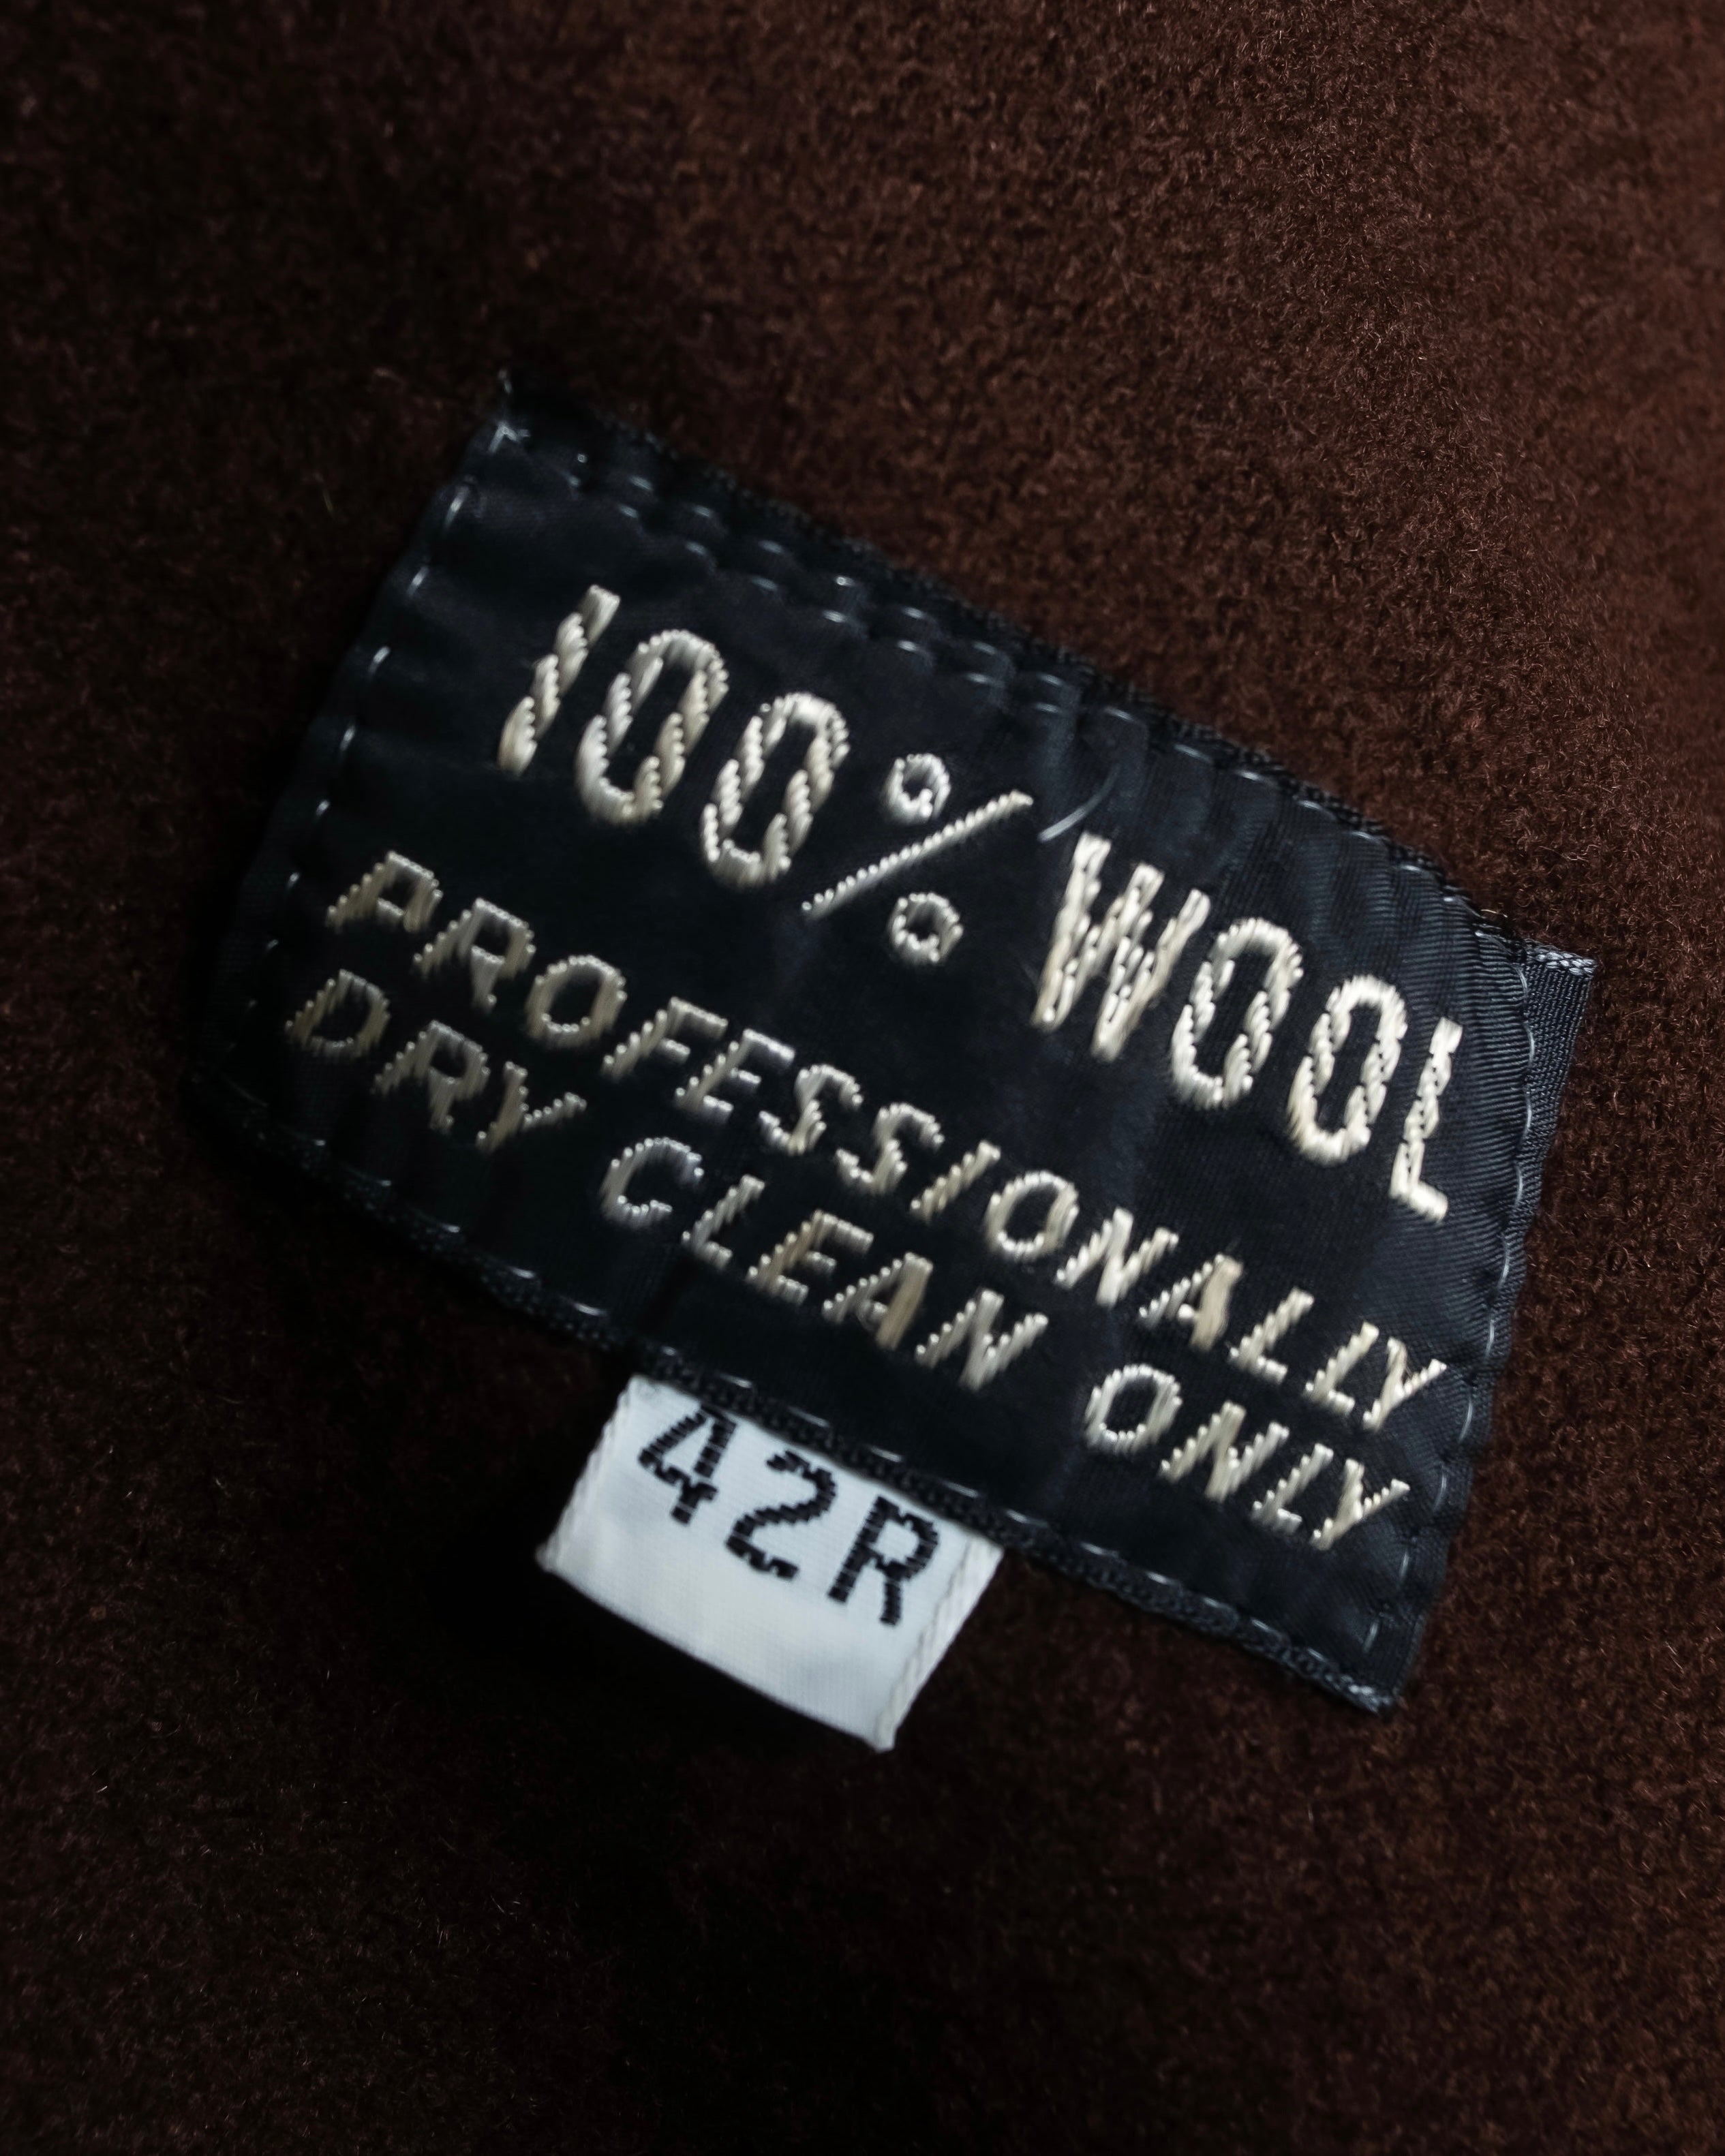 100% WOOL
PROFESSIONALLY
DRY CLEAN ONLY
42R